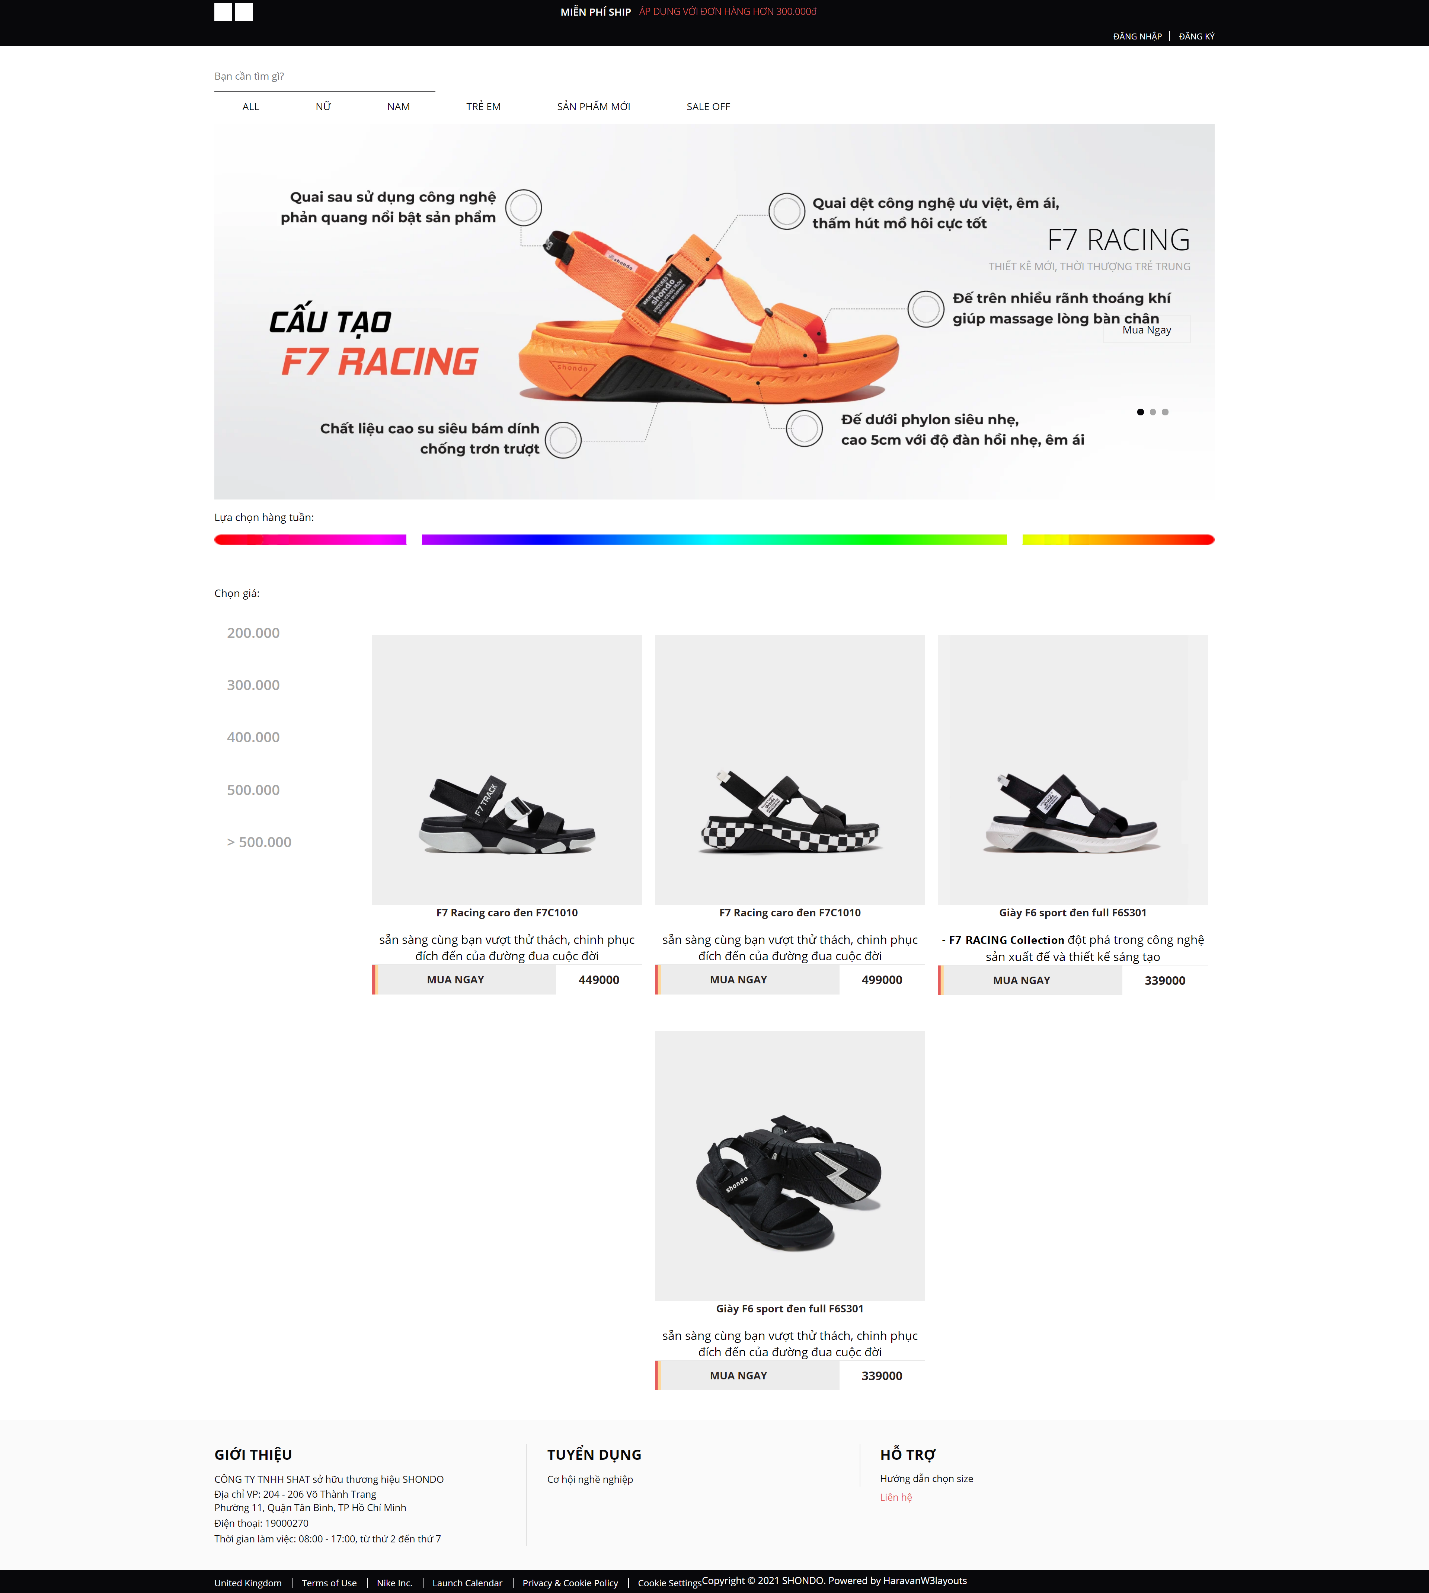 MIỄN PHÍ SHIP ÁP DỤNG VỚI ĐƠN HÀNG HƠN 300.000đ
ĐĂNG NHẬP | ĐĂNG KÝ
Bạn cần tìm gì?
ALL NỮ NAM TRẺ EM SẢN PHẨM MỚI SALE OFF
Quai sau sử dụng công nghệ
phản quang nổi bật sản phẩm
Quai dệt công nghệ ưu việt, êm ái,
thấm hút mồ hôi cực tốt
F7 RACING
THIẾT KẾ MỚI, THỜI THƯỢNG TRẺ TRUNG
Đế trên nhiều rãnh thoáng khí
giúp massage lòng bàn chân
Mua Ngay
shondo
shondo
CẤU TẠO
F7 RACING
Shondo
Chất liệu cao su siêu bám dính
chống trơn trượt
Đế dưới phylon siêu nhẹ,
cao 5cm với độ đàn hồi nhẹ, êm ái
Lựa chọn hàng tuần:
Chọn giá:
200.000
300.000
400.000
500.000
> 500.000
F7 TRACK
F7 Racing caro đen F7C1010
sẵn sàng cùng bạn vượt thử thách, chinh phục
đích đến của đường đua cuộc đời
MUA NGAY 449000
F7 Racing caro đen F7C1010
sẵn sàng cùng bạn vượt thử thách, chinh phục
đích đến của đường đua cuộc đời
MUA NGAY 499000
Giày F6 sport đen full F6S301
- F7 RACING Collection đột phá trong công nghệ
sản xuất đế và thiết kế sáng tạo
MUA NGAY 339000
shondo
Giày F6 sport đen full F6S301
sẵn sàng cùng bạn vượt thử thách, chinh phục
đích đến của đường đua cuộc đời
MUA NGAY 339000
GIỚI THIỆU
CÔNG TY TNHH SHAT sở hữu thương hiệu SHONDO
Địa chỉ VP: 204 - 206 Võ Thành Trang
Phường 11, Quận Tân Bình, TP Hồ Chí Minh
Điện thoại: 19000270
Thời gian làm việc: 08:00 - 17:00, từ thứ 2 đến thứ 7
TUYỂN DỤNG
Cơ hội nghề nghiệp
HỖ TRỢ
Hướng dẫn chọn size
Liên hệ
United Kingdom | Terms of Use | Nike Inc. | Launch Calendar | Privacy & Cookie Policy | Cookie Settings
Copyright © 2021 SHONDO. Powered by HaravanW3layouts